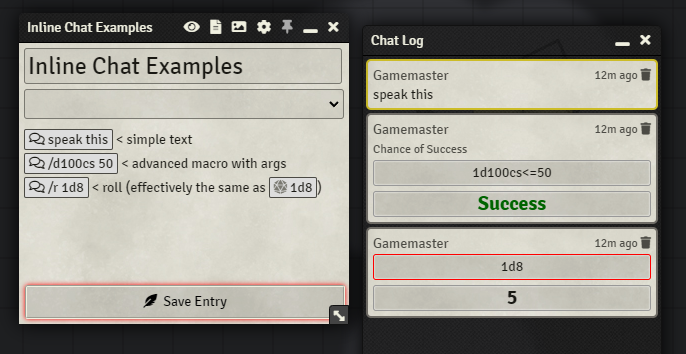 Inline Chat Examples
Inline Chat Examples
speak this < simple text
/d100cs 50 < advanced macro with args
/r 1d8 < roll (effectively the same as 1d8)
Save Entry
Chat Log
Gamemaster 12m ago
speak this
Gamemaster 12m ago
Chance of Success
1d100cs<=50
Success
Gamemaster 12m ago
1d8
5